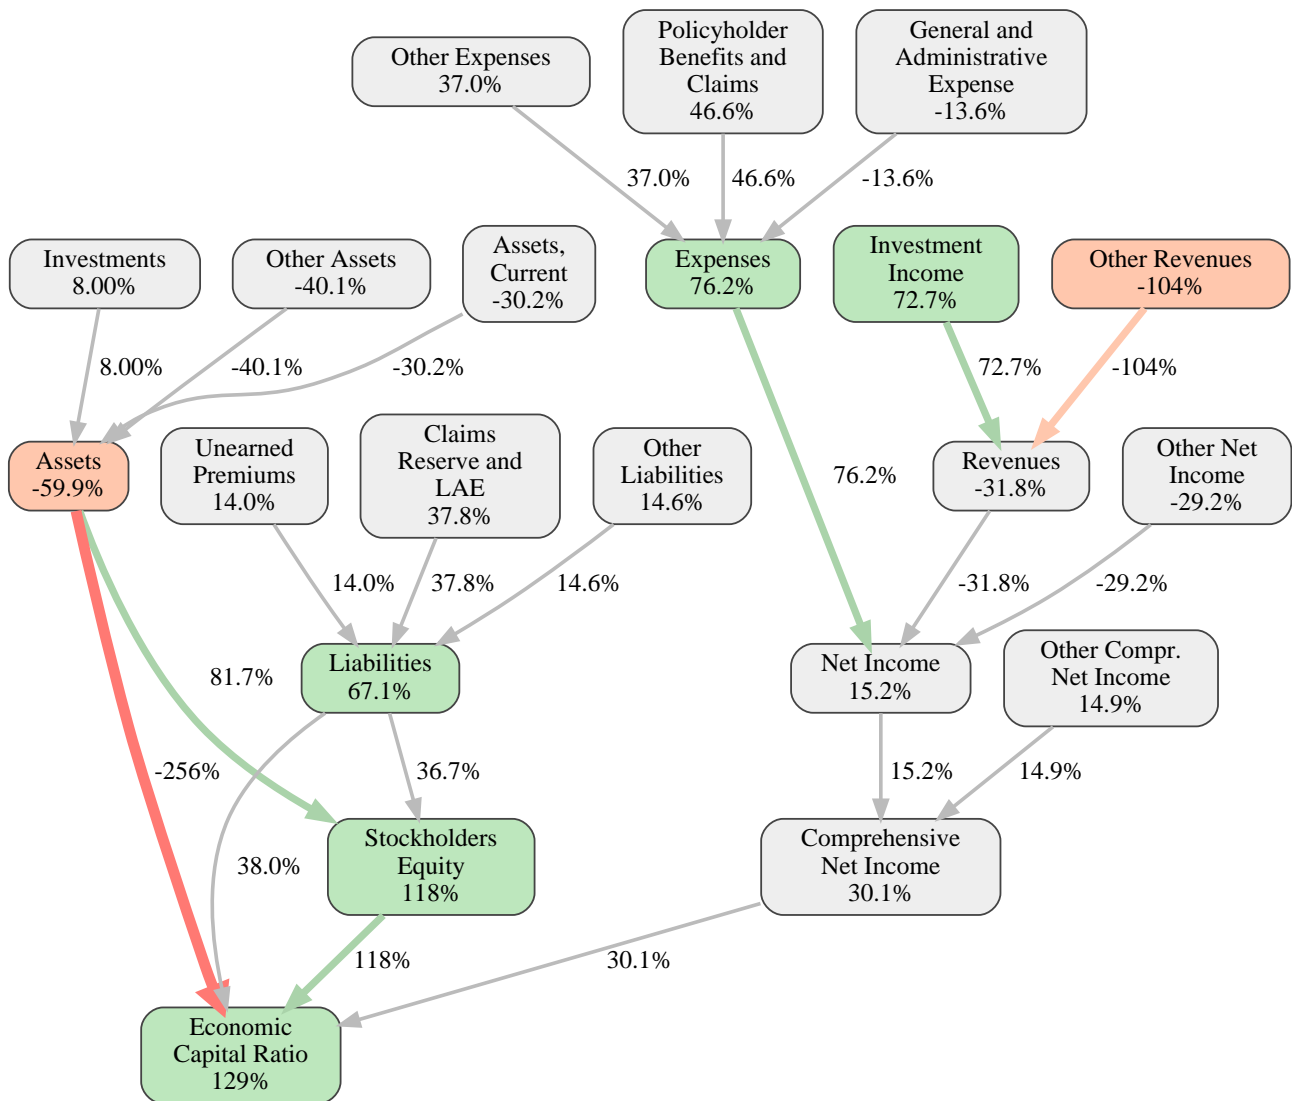 Other Expenses
37.0%
Policyholder
Benefits and
Claims
46.6%
General and
Administrative
Expense
-13.6%
37.0%
46.6%
-13.6%
Investments
8.00%
Other Assets
-40.1%
Assets,
Current
-30.2%
Expenses
76.2%
Investment
Income
72.7%
Other Revenues
-104%
8.00%
-40.1%
-30.2%
72.7%
-104%
Assets
-59.9%
Unearned
Premiums
14.0%
Claims
Reserve and
LAE
37.8%
Other
Liabilities
14.6%
76.2%
Revenues
-31.8%
Other Net
Income
-29.2%
14.0%
37.8%
14.6%
-31.8%
-29.2%
81.7%
Liabilities
67.1%
Net Income
15.2%
Other Compr.
Net Income
14.9%
-256%
36.7%
15.2%
14.9%
38.0%
Stockholders
Equity
118%
Comprehensive
Net Income
30.1%
118%
30.1%
Economic
Capital Ratio
129%